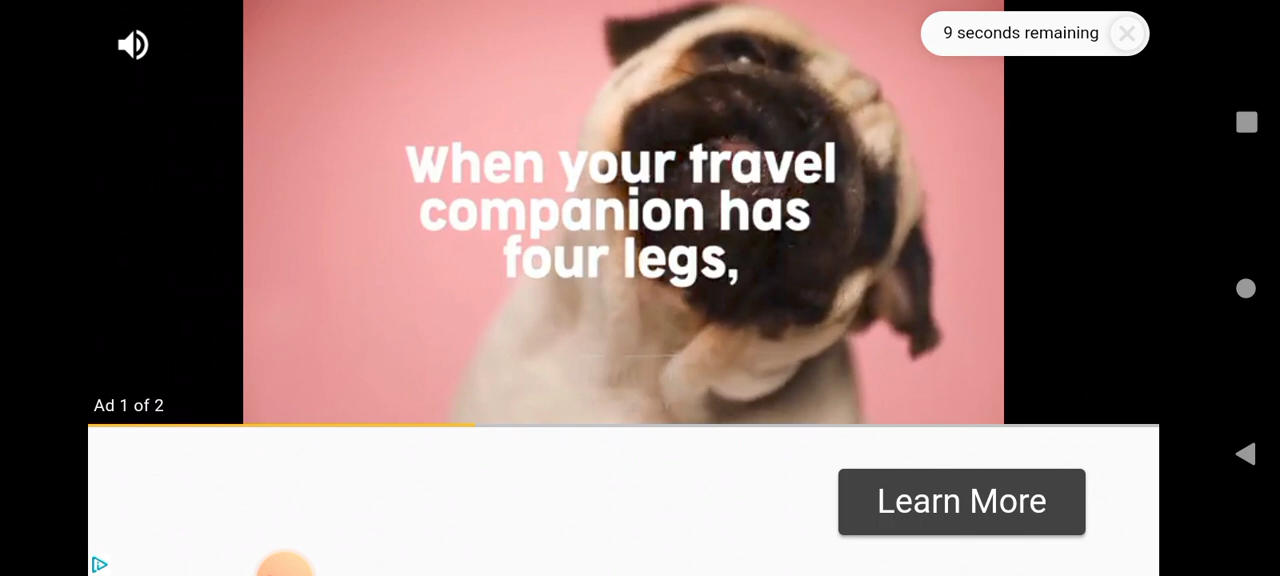 9 seconds remaining
When your travel
companion has
four legs,
Ad 1 of 2
Learn More